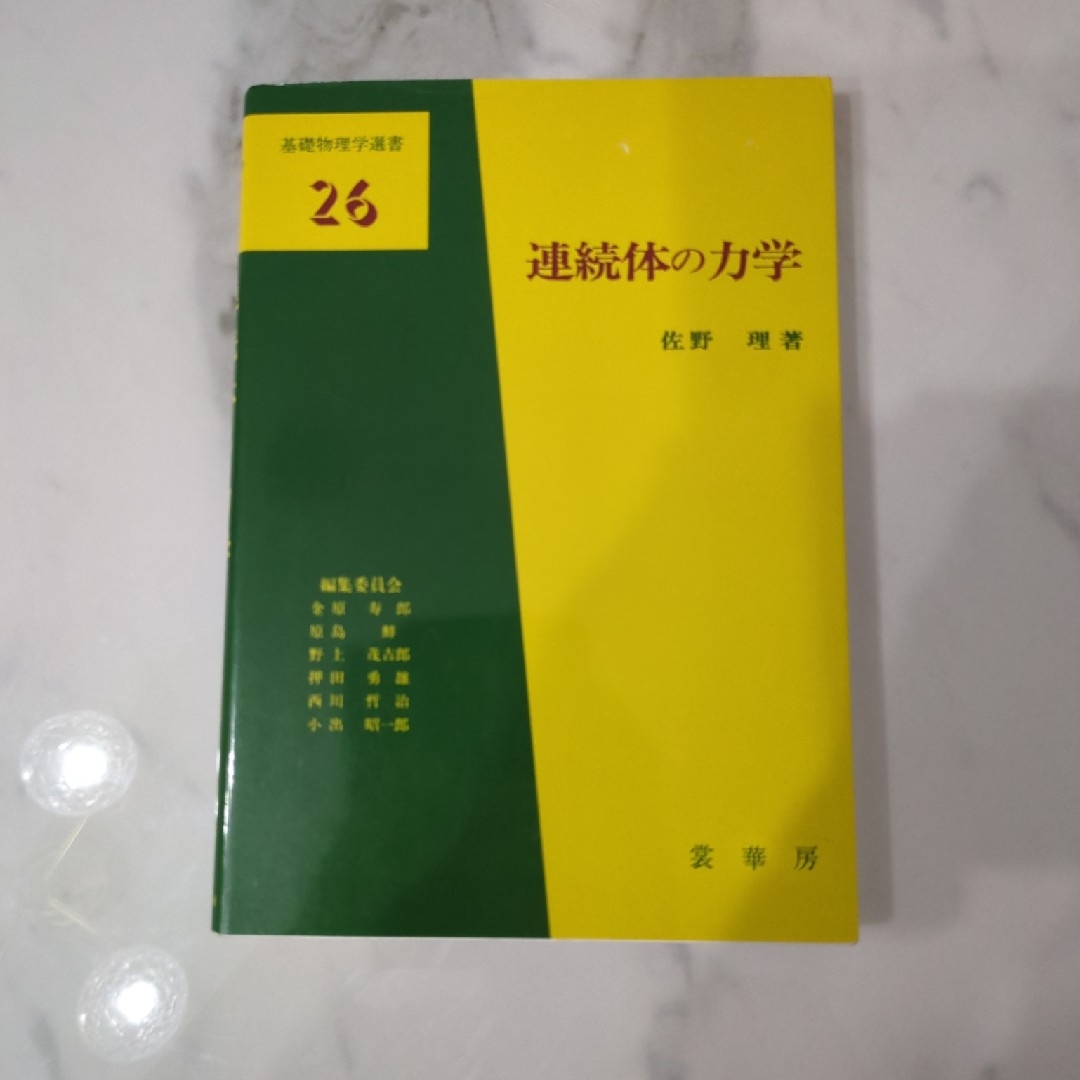 基礎物理学選書
26
連続体の力学
佐野 理著
編集委員会
金原 寿郎
原島 鮮
野上 茂吉郎
押田 勇雄
西川 哲治
小出 昭一郎
裳華房